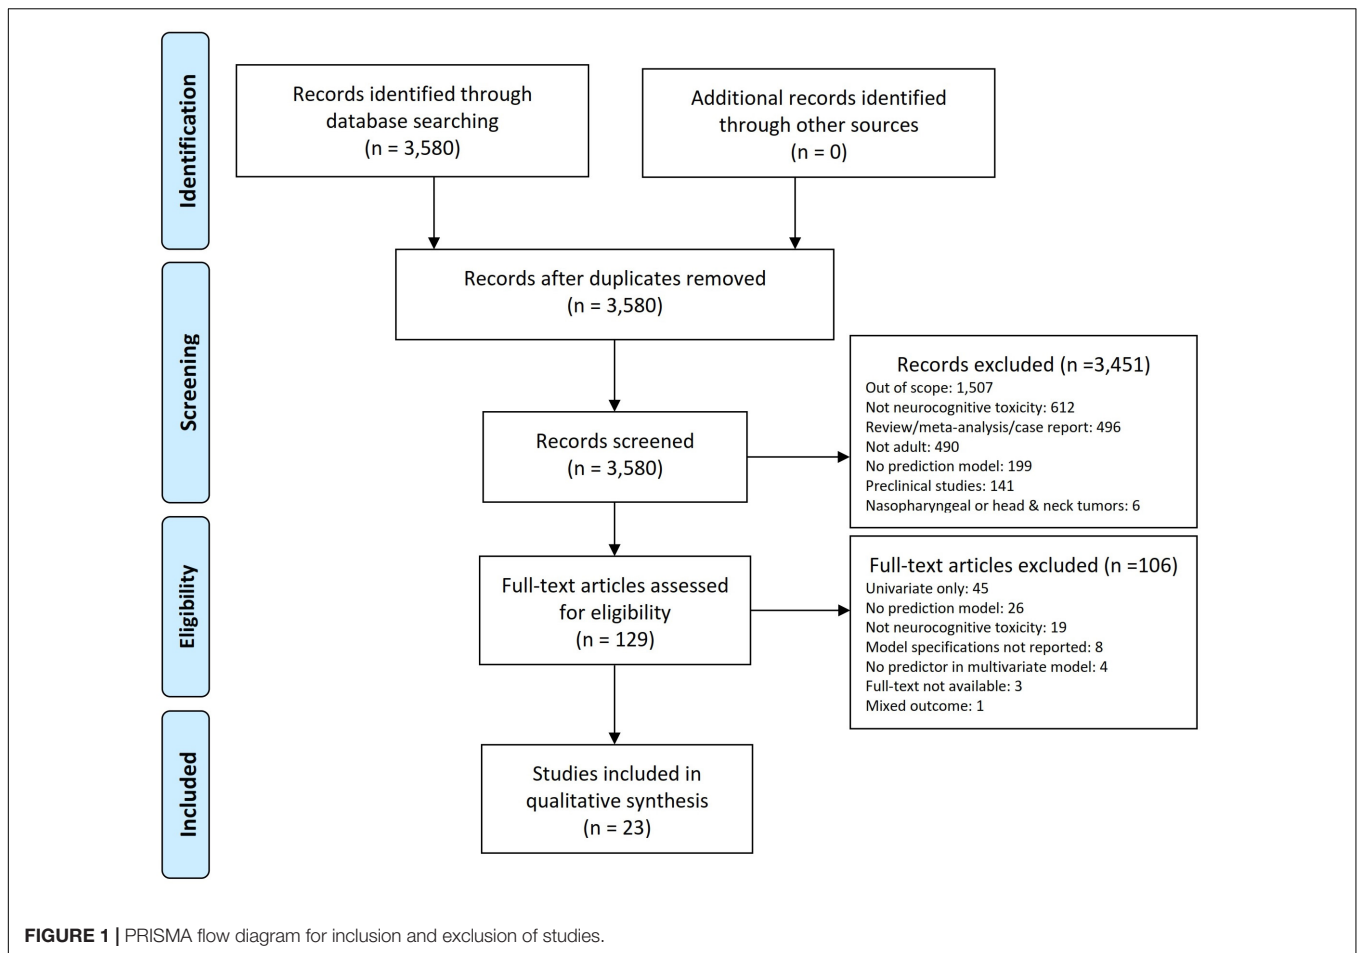 Identification
Records identified through
database searching
(n = 3,580)
Additional records identified
through other sources
(n = 0)
Screening
Records after duplicates removed
(n = 3,580)
Records screened
(n = 3,580)
Records excluded (n =3,451)
Out of scope: 1,507
Not neurocognitive toxicity: 612
Review/meta-analysis/case report: 496
Not adult: 490
No prediction model: 199
Preclinical studies: 141
Nasopharyngeal or head & neck tumors: 6
Eligibility
Full-text articles assessed
for eligibility
(n = 129)
Full-text articles excluded (n =106)
Univariate only: 45
No prediction model: 26
Not neurocognitive toxicity: 19
Model specifications not reported: 8
No predictor in multivariate model: 4
Full-text not available: 3
Mixed outcome: 1
Included
Studies included in
qualitative synthesis
(n = 23)
FIGURE 1 | PRISMA flow diagram for inclusion and exclusion of studies.